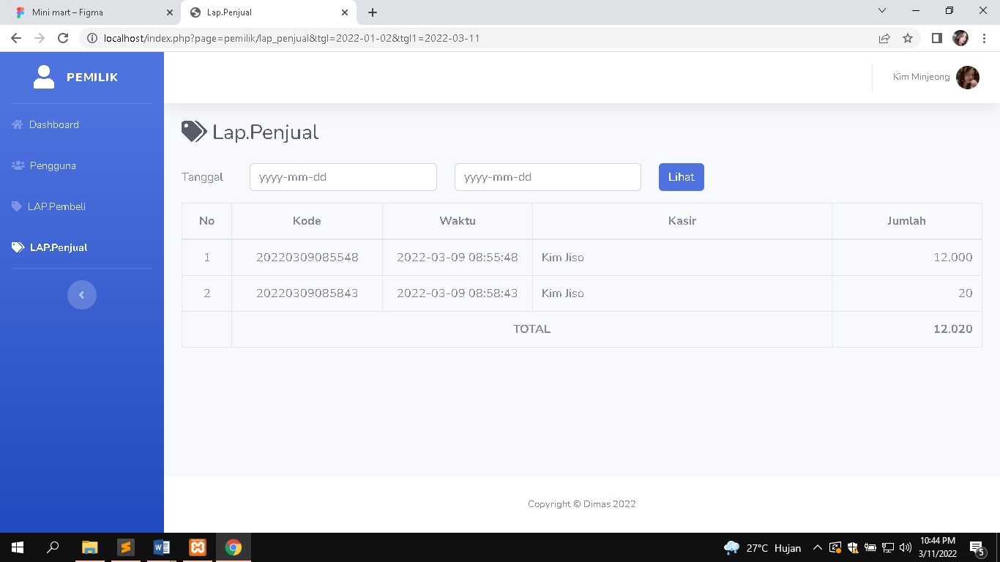 Mini mart – Figma
Lap.Penjual
localhost/index.php?page=pemilik/lap_penjual&tgl=2022-01-02&tgl1=2022-03-11
PEMILIK
Kim Minjeong
Dashboard
Pengguna
LAP.Pembeli
LAP.Penjual
Lap.Penjual
Tanggal yyyy-mm-dd yyyy-mm-dd Lihat
No Kode Waktu Kasir Jumlah
1 20220309085548 2022-03-09 08:55:48 Kim Jiso 12.000
2 20220309085843 2022-03-09 08:58:43 Kim Jiso 20
TOTAL 12.020
Copyright © Dimas 2022
27°C Hujan
10:44 PM
3/11/2022
5